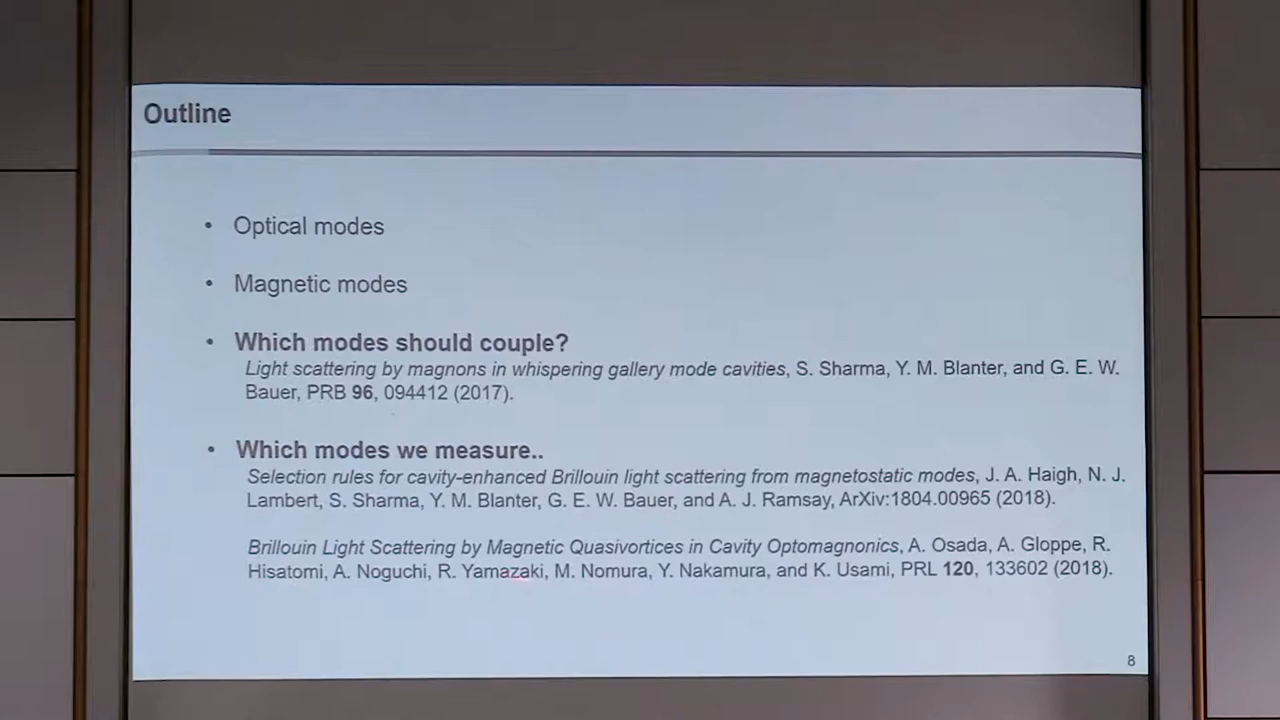 Outline
• Optical modes
• Magnetic modes
• Which modes should couple?
Light scattering by magnons in whispering gallery mode cavities, S. Sharma, Y. M. Blanter, and G. E. W.
Bauer, PRB 96, 094412 (2017).
• Which modes we measure..
Selection rules for cavity-enhanced Brillouin light scattering from magnetostatic modes, J. A. Haigh, N. J.
Lambert, S. Sharma, Y. M. Blanter, G. E. W. Bauer, and A. J. Ramsay, ArXiv:1804.00965 (2018).
Brillouin Light Scattering by Magnetic Quasivortices in Cavity Optomagnonics, A. Osada, A. Gloppe, R.
Hisatomi, A. Noguchi, R. Yamazaki, M. Nomura, Y. Nakamura, and K. Usami, PRL 120, 133602 (2018).
8